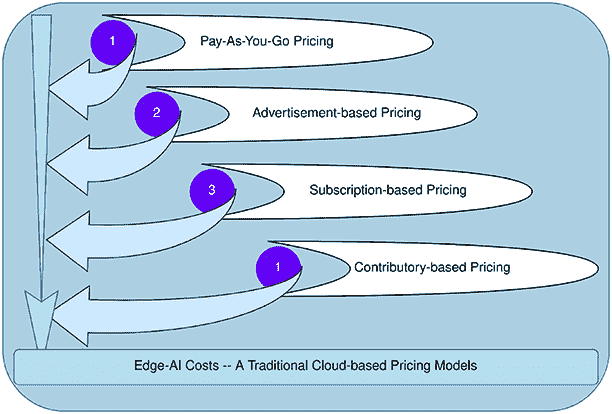 1
Pay-As-You-Go Pricing
2
Advertisement-based Pricing
3
Subscription-based Pricing
1
Contributory-based Pricing
Edge-AI Costs -- A Traditional Cloud-based Pricing Models